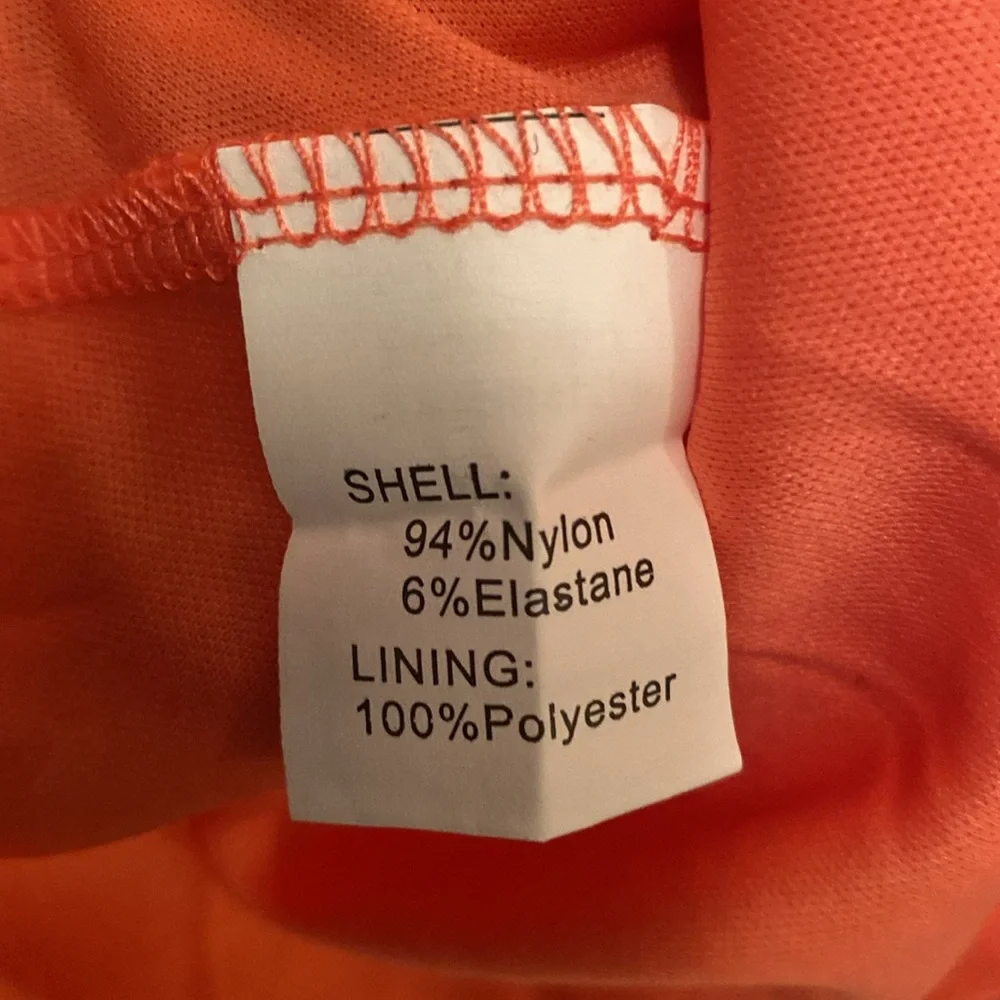 SHELL:
94%Nylon
6%Elastane
LINING:
100%Polyester